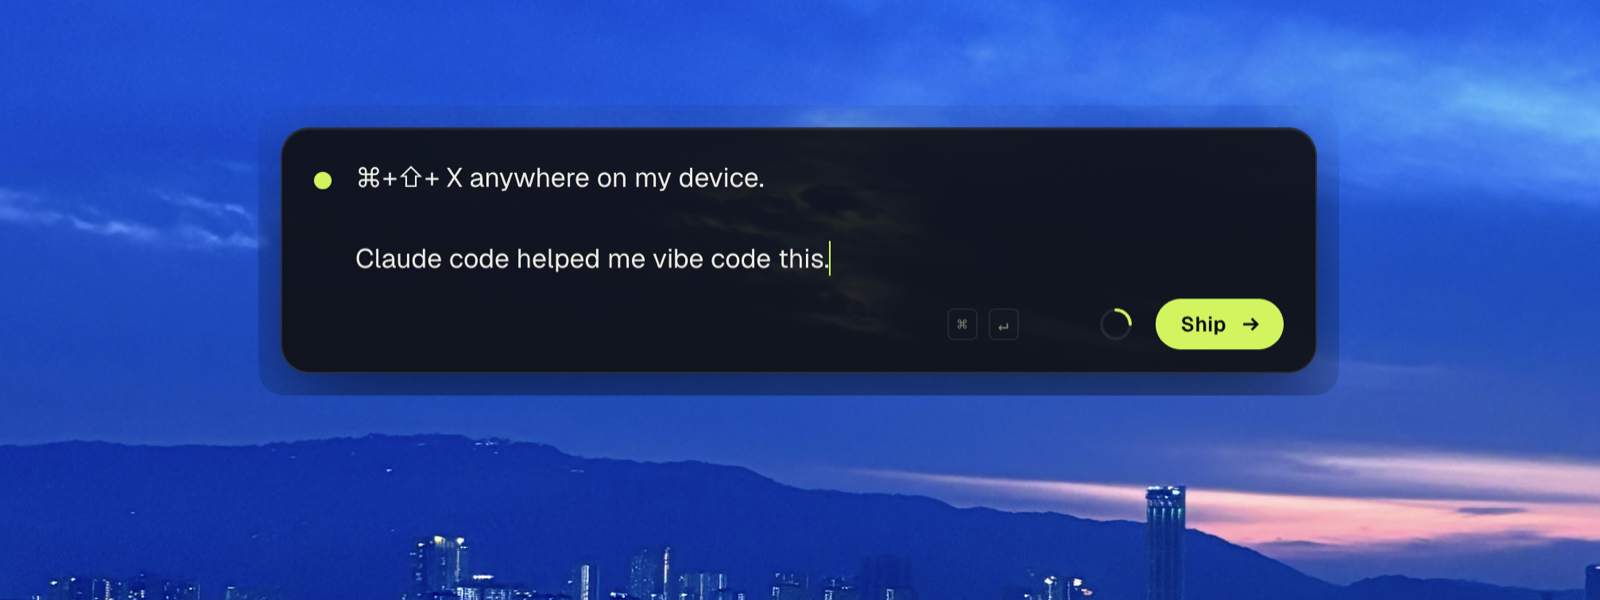 ⌘+⇧+ X anywhere on my device.
Claude code helped me vibe code this.
⌘ ↵
Ship →